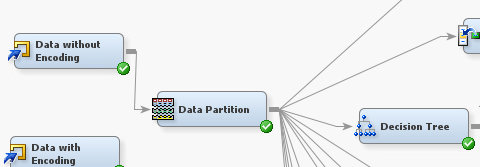 Data without
Encoding
Data Partition
Decision Tree
Data with
Encoding